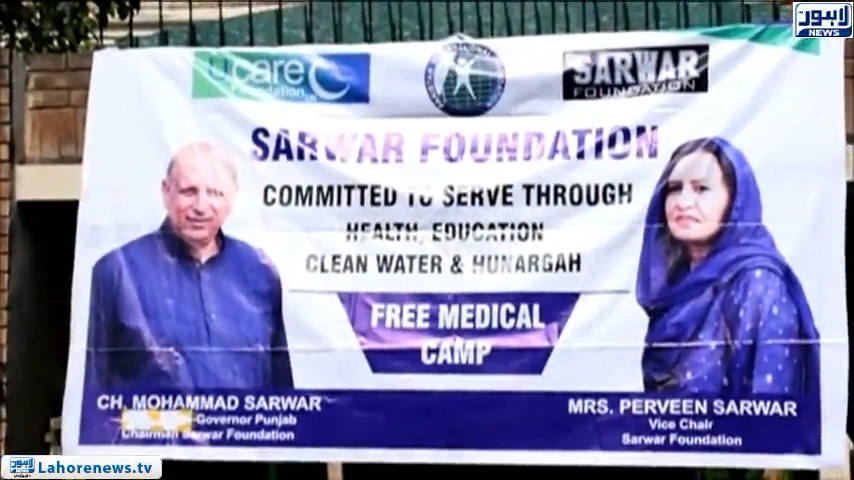 لاہور
NEWS
ucare
Foundation
SARWAR
FOUNDATION
SARWAR FOUNDATION
COMMITTED TO SERVE THROUGH
HEALTH, EDUCATION
CLEAN WATER & HUNARGAH
FREE MEDICAL
CAMP
CH. MOHAMMAD SARWAR
Governor Punjab
Chairman Sarwar Foundation
MRS. PERVEEN SARWAR
Vice Chair
Sarwar Foundation
Lahorenews.tv